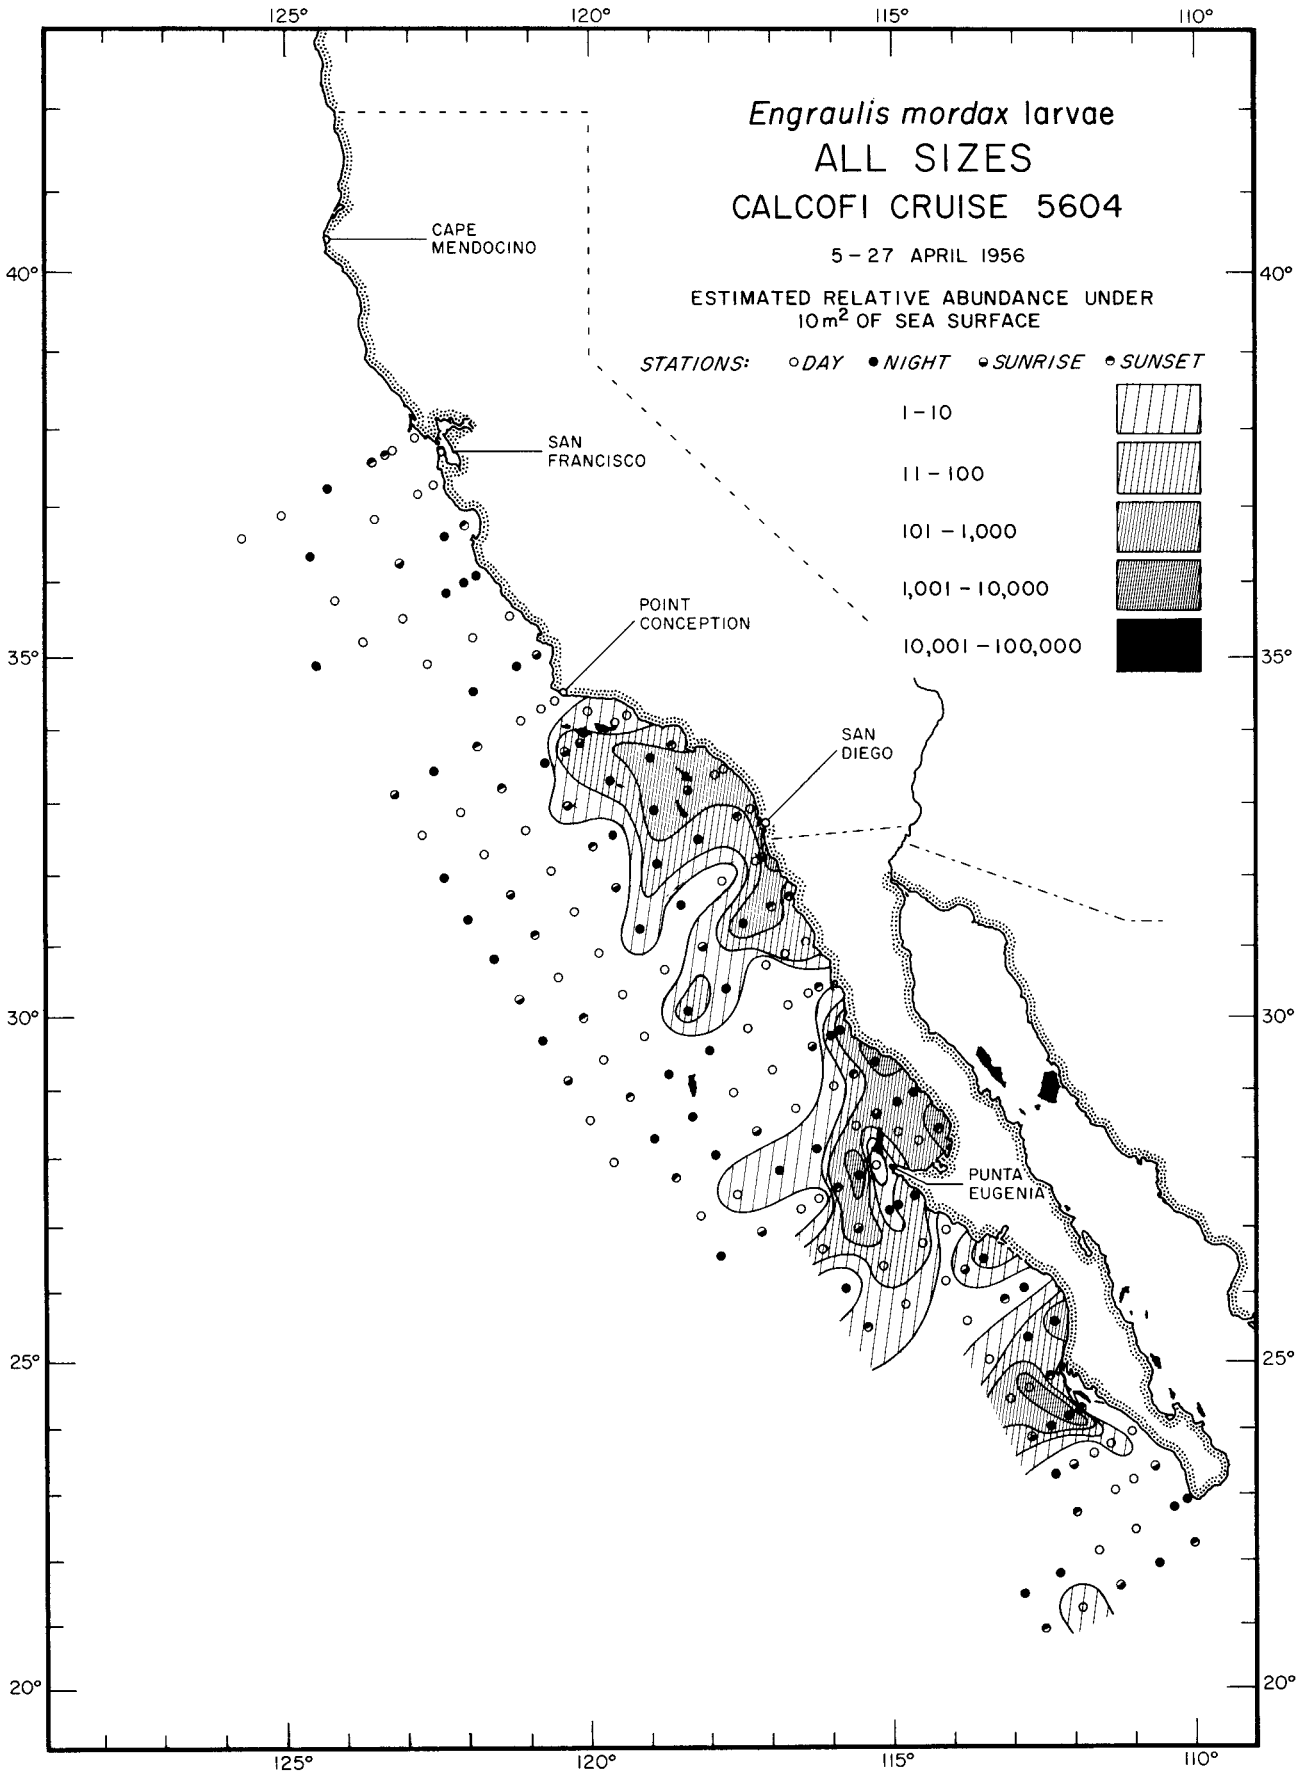 125° 120° 115° 110°
Engraulis mordax larvae
ALL SIZES
CALCOFI CRUISE 5604
5-27 APRIL 1956
ESTIMATED RELATIVE ABUNDANCE UNDER
10m² OF SEA SURFACE
STATIONS: DAY NIGHT SUNRISE SUNSET
1-10
11-100
101-1,000
1,001-10,000
10,001-100,000
CAPE
MENDOCINO
40° 40°
SAN
FRANCISCO
POINT
CONCEPTION
35° 35°
SAN
DIEGO
30° 30°
PUNTA
EUGENIA
25° 25°
20° 20°
125° 120° 115° 110°